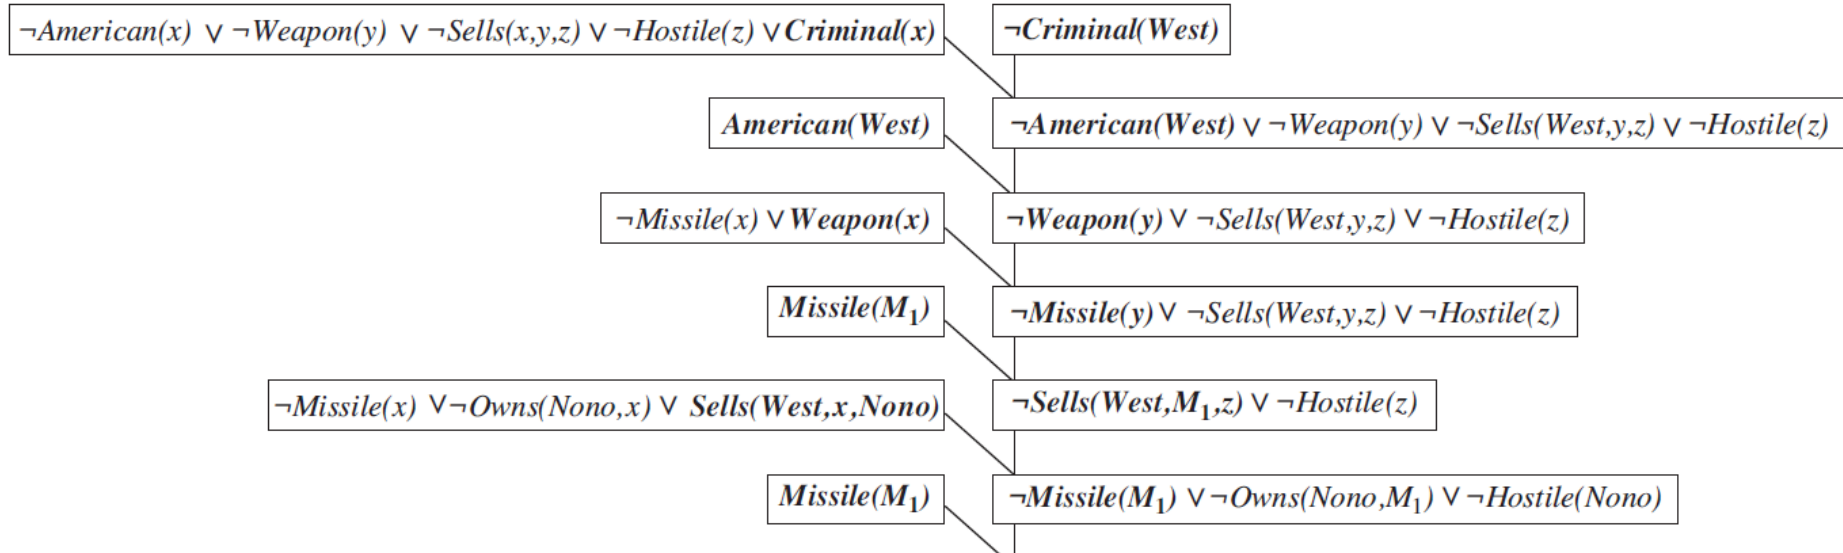 ¬American(x) ∨ ¬Weapon(y) ∨ ¬Sells(x,y,z) ∨ ¬Hostile(z) ∨ Criminal(x) ¬Criminal(West)
American(West) ¬American(West) ∨ ¬Weapon(y) ∨ ¬Sells(West,y,z) ∨ ¬Hostile(z)
¬Missile(x) ∨ Weapon(x) ¬Weapon(y) ∨ ¬Sells(West,y,z) ∨ ¬Hostile(z)
Missile(M₁) ¬Missile(y) ∨ ¬Sells(West,y,z) ∨ ¬Hostile(z)
¬Missile(x) ∨ ¬Owns(Nono,x) ∨ Sells(West,x,Nono) ¬Sells(West,M₁,z) ∨ ¬Hostile(z)
Missile(M₁) ¬Missile(M₁) ∨ ¬Owns(Nono,M₁) ∨ ¬Hostile(Nono)